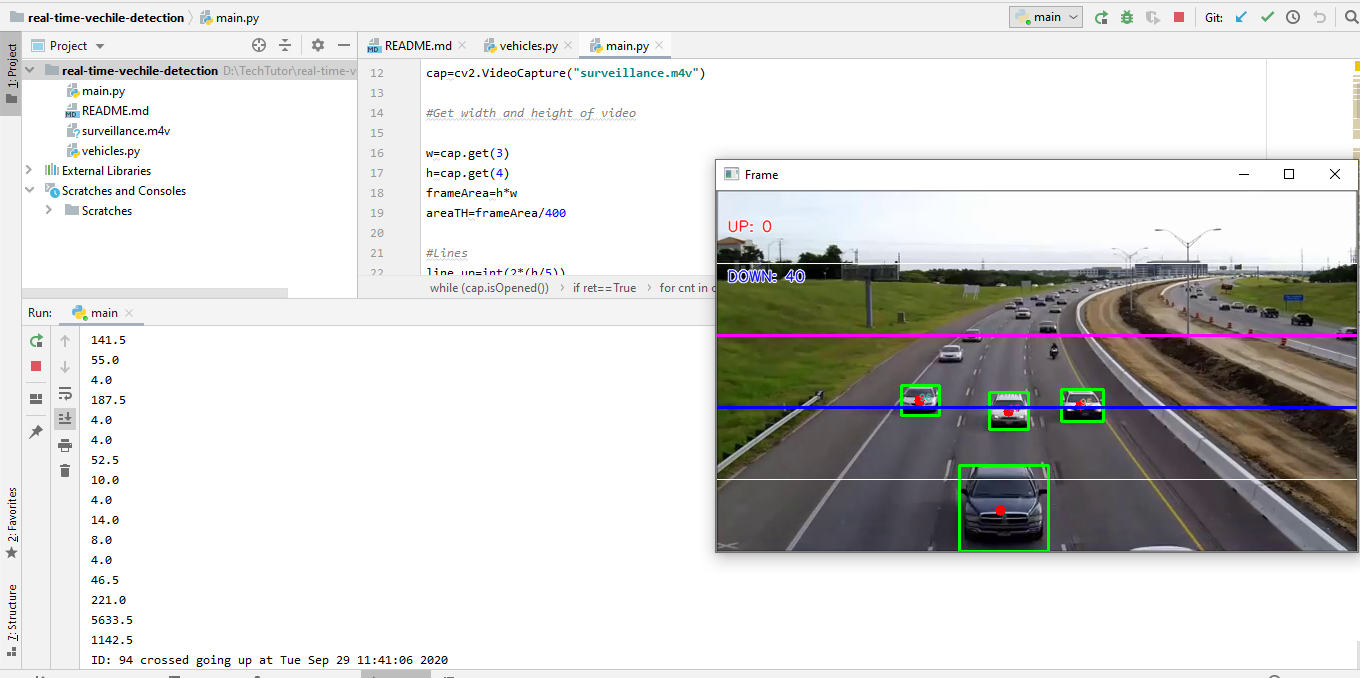 real-time-vechile-detection
main.py
main
Git:
1: Project
Project
README.md
vehicles.py
main.py
real-time-vechile-detection D:\TechTutor\real-time-v
main.py
README.md
surveillance.m4v
vehicles.py
External Libraries
Scratches and Consoles
Scratches
12 cap=cv2.VideoCapture("surveillance.m4v")
13
14 #Get width and height of video
15
16 w=cap.get(3)
17 h=cap.get(4)
18 frameArea=h*w
19 areaTH=frameArea/400
20
21 #Lines
22 line_up=int(2*(h/5))
while (cap.isOpened()) if ret==True for cnt in
Frame
UP: 0
DOWN: 40
Run: main
141.5
55.0
4.0
187.5
4.0
4.0
52.5
10.0
4.0
14.0
8.0
4.0
46.5
221.0
5633.5
1142.5
ID: 94 crossed going up at Tue Sep 29 11:41:06 2020
2: Favorites
7: Structure